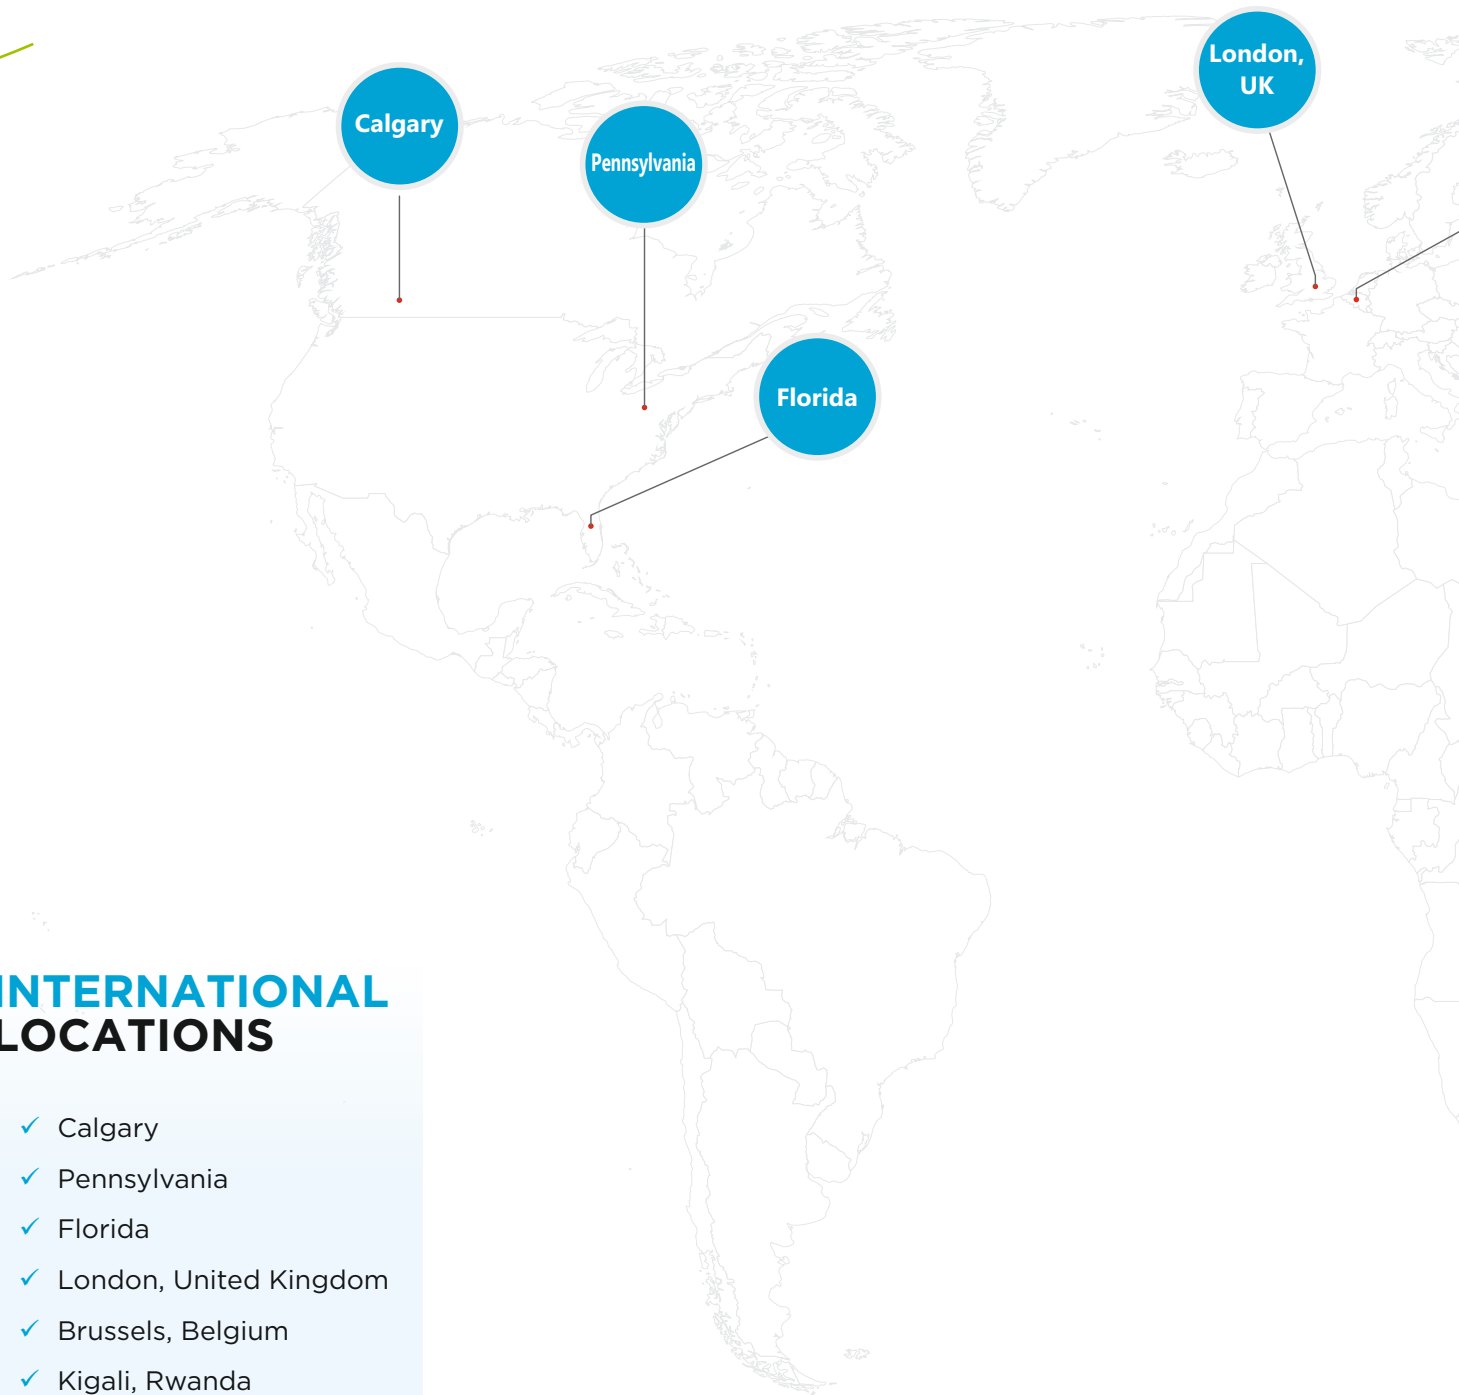 London,
UK
Calgary
Pennsylvania
Florida
INTERNATIONAL
LOCATIONS
✓ Calgary
✓ Pennsylvania
✓ Florida
✓ London, United Kingdom
✓ Brussels, Belgium
✓ Kigali, Rwanda